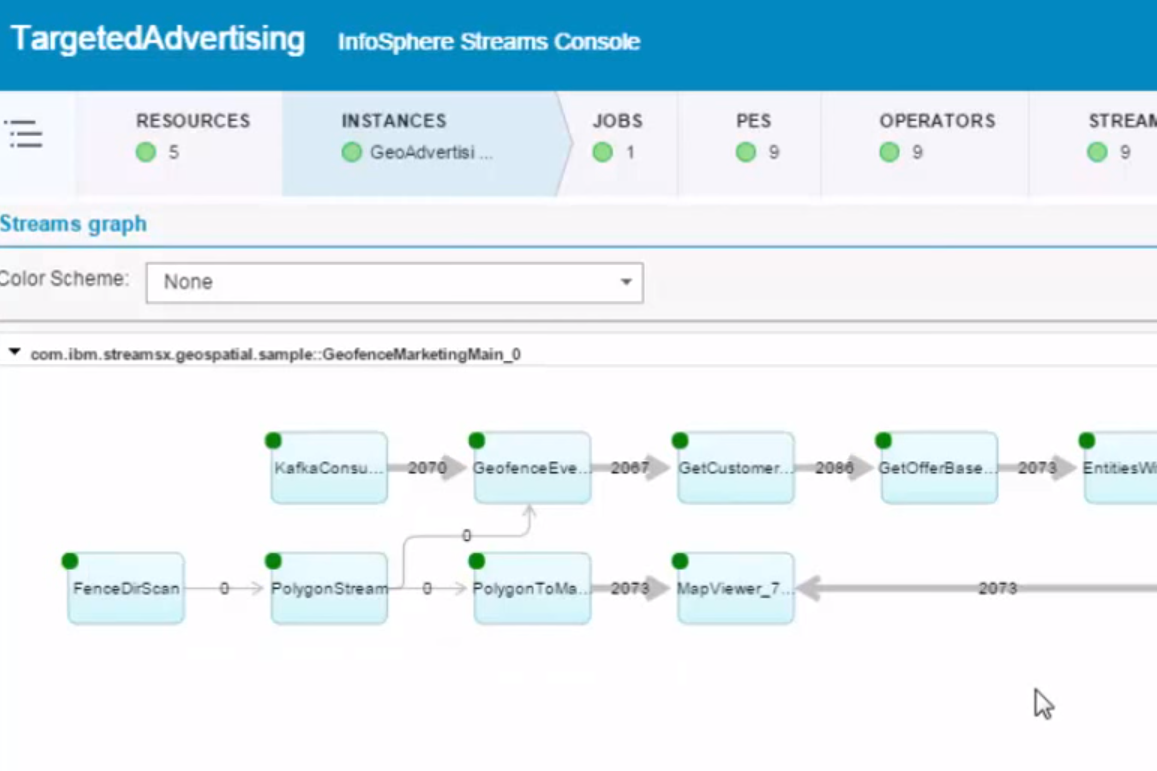 TargetedAdvertising InfoSphere Streams Console
RESOURCES INSTANCES JOBS PES OPERATORS STREAM
5 GeoAdvertisi ... 1 9 9 9
Streams graph
Color Scheme: None
com.ibm.streamsx.geospatial.sample::GeofenceMarketingMain_0
KafkaConsu... 2070 GeofenceEve... 2067 GetCustomer... 2086 GetOfferBase... 2073 EntitiesWi
0
FenceDirScan 0 PolygonStream 0 PolygonToMa... 2073 MapViewer_7... 2073